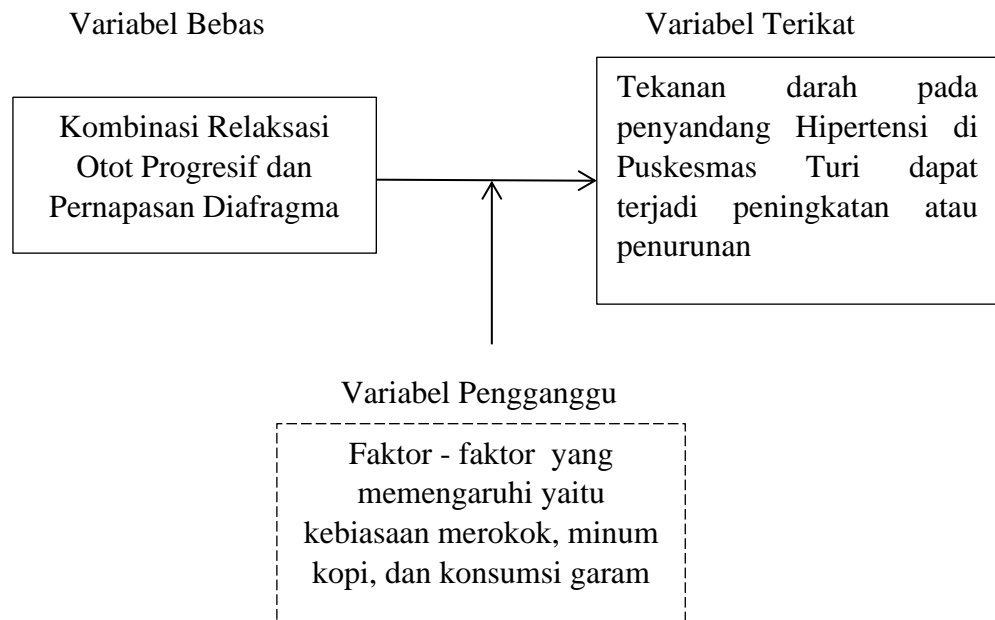 Variabel Bebas
Variabel Terikat
Kombinasi Relaksasi
Otot Progresif dan
Pernapasan Diafragma
Tekanan darah pada
penyandang Hipertensi di
Puskesmas Turi dapat
terjadi peningkatan atau
penurunan
Variabel Pengganggu
Faktor - faktor yang
memengaruhi yaitu
kebiasaan merokok, minum
kopi, dan konsumsi garam